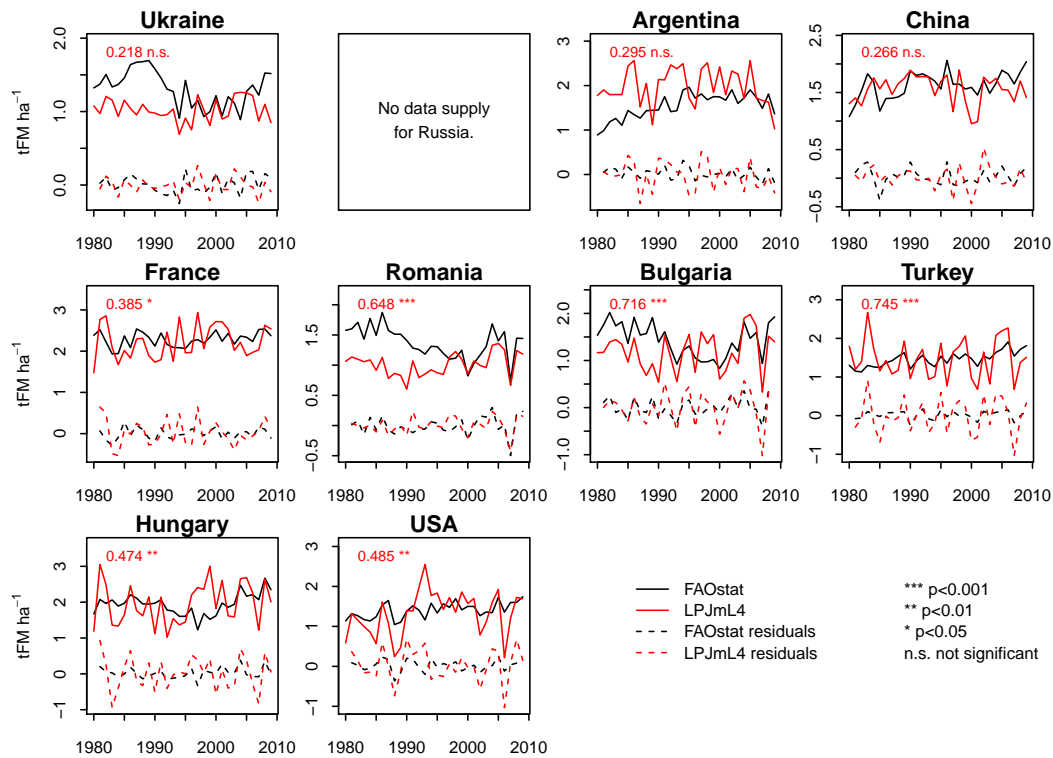 Ukraine
Argentina
China
0.218 n.s.
No data supply
for Russia.
0.295 n.s.
0.266 n.s.
tFM ha⁻¹
0.0 1.0 2.0
0 1 2 3
−0.5 0.5 1.5 2.5
1980 1990 2000 2010
1980 1990 2000 2010
1980 1990 2000 2010
France
Romania
Bulgaria
Turkey
0.385 *
0.648 ***
0.716 ***
0.745 ***
tFM ha⁻¹
0 1 2 3
−0.5 0.5 1.5
−1.0 0.0 1.0 2.0
−1 0 1 2 3
1980 1990 2000 2010
1980 1990 2000 2010
1980 1990 2000 2010
1980 1990 2000 2010
Hungary
USA
0.474 **
0.485 **
tFM ha⁻¹
−1 0 1 2 3
−1 0 1 2 3
1980 1990 2000 2010
1980 1990 2000 2010
FAOstat
LPJmL4
FAOstat residuals
LPJmL4 residuals
*** p<0.001
** p<0.01
* p<0.05
n.s. not significant